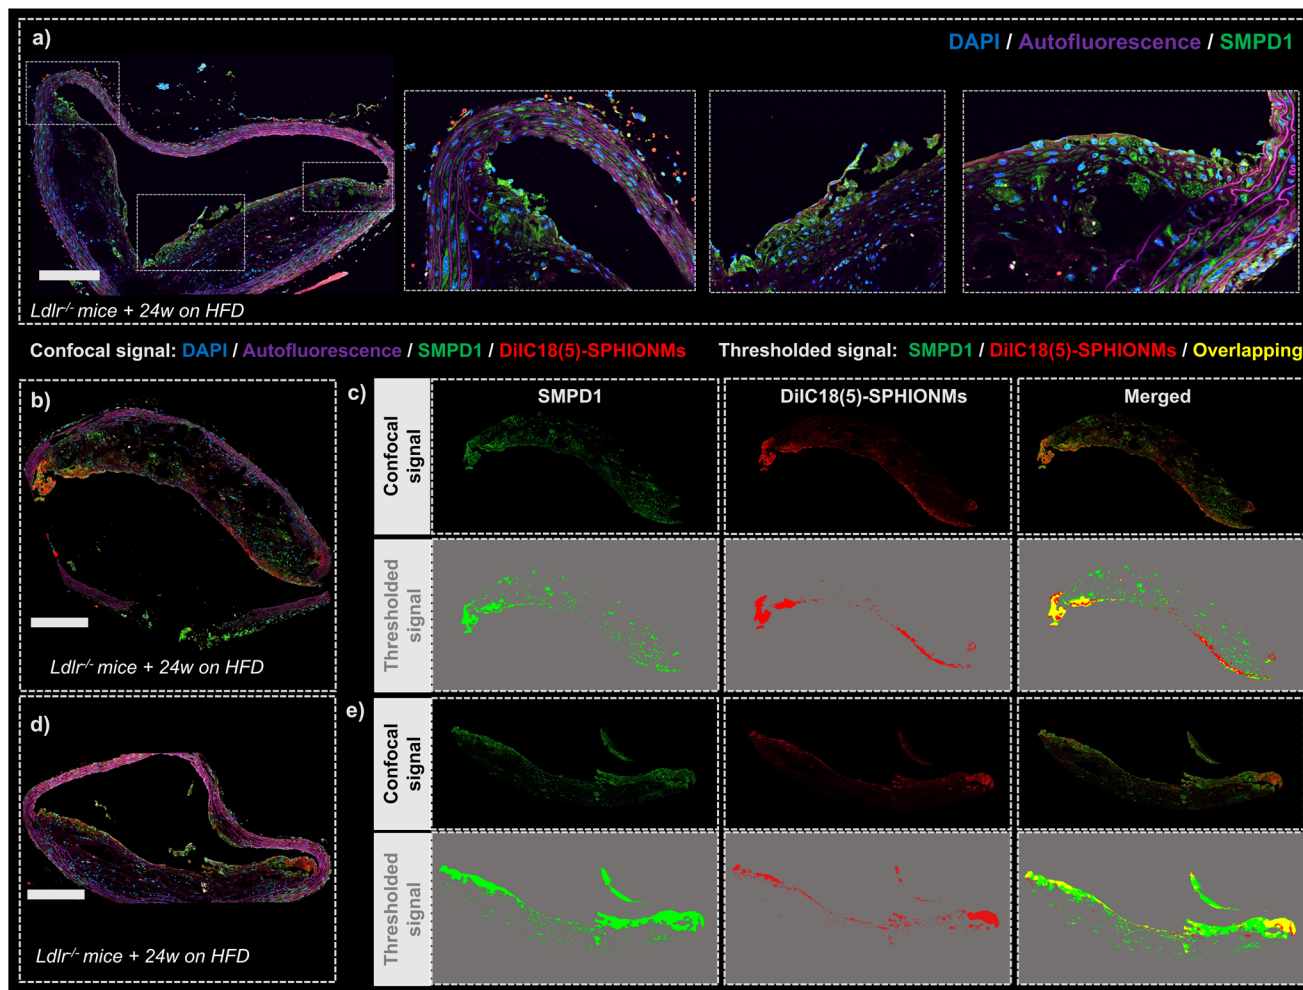 a)
DAPI / Autofluorescence / SMPD1
Ldlr-/- mice + 24w on HFD
Confocal signal: DAPI / Autofluorescence / SMPD1 / DiIC18(5)-SPHIONMs
Thresholded signal: SMPD1 / DiIC18(5)-SPHIONMs / Overlapping
b)
Ldlr-/- mice + 24w on HFD
c)
SMPD1
DiIC18(5)-SPHIONMs
Merged
Confocal
signal
Thresholded
signal
d)
Ldlr-/- mice + 24w on HFD
e)
Confocal
signal
Thresholded
signal